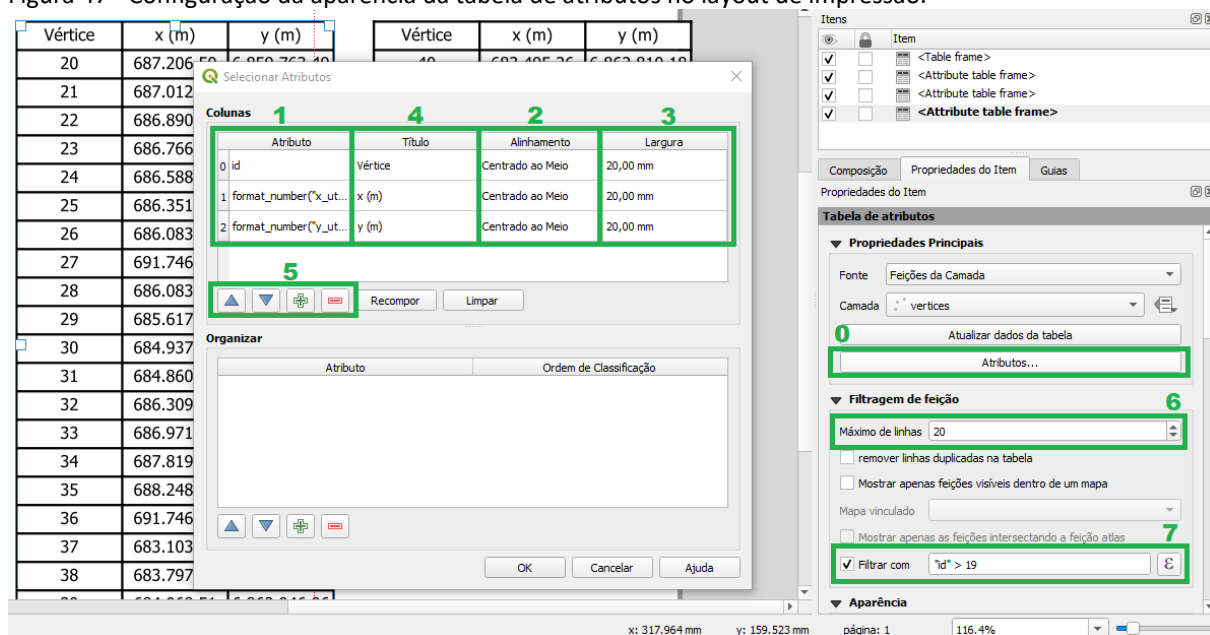 Figura 47 - Configuração da aparência da tabela de atributos no layout de impressão.
Vértice x (m) y (m)
20 687.206
21 687.012
22 686.890
23 686.766
24 686.588
25 686.351
26 686.083
27 691.746
28 686.083
29 685.617
30 684.937
31 684.860
32 686.309
33 686.971
34 687.819
35 688.248
36 691.746
37 683.103
38 683.797
Vértice x (m) y (m)
Selecionar Atributos
Colunas 1 4 2 3
Atributo Título Alinhamento Largura
0 id Vértice Centrado ao Meio 20,00 mm
1 format_number("x_ut... x (m) Centrado ao Meio 20,00 mm
2 format_number("y_ut... y (m) Centrado ao Meio 20,00 mm
5
Recompor Limpar
Organizar
Atributo Ordem de Classificação
OK Cancelar Ajuda
Itens
Item
<Table frame>
<Attribute table frame>
<Attribute table frame>
<Attribute table frame>
Composição Propriedades do Item Guias
Propriedades do Item
Tabela de atributos
Propriedades Principais
Fonte Feições da Camada
Camada vertices
0 Atualizar dados da tabela
Atributos...
Filtragem de feição
6
Máximo de linhas 20
remover linhas duplicadas na tabela
Mostrar apenas feições visíveis dentro de um mapa
Mapa vinculado
Mostrar apenas as feições intersectando a feição atlas
7
Filtrar com "id" > 19 ε
Aparência
x: 317.964 mm y: 159.523 mm página: 1 116.4%